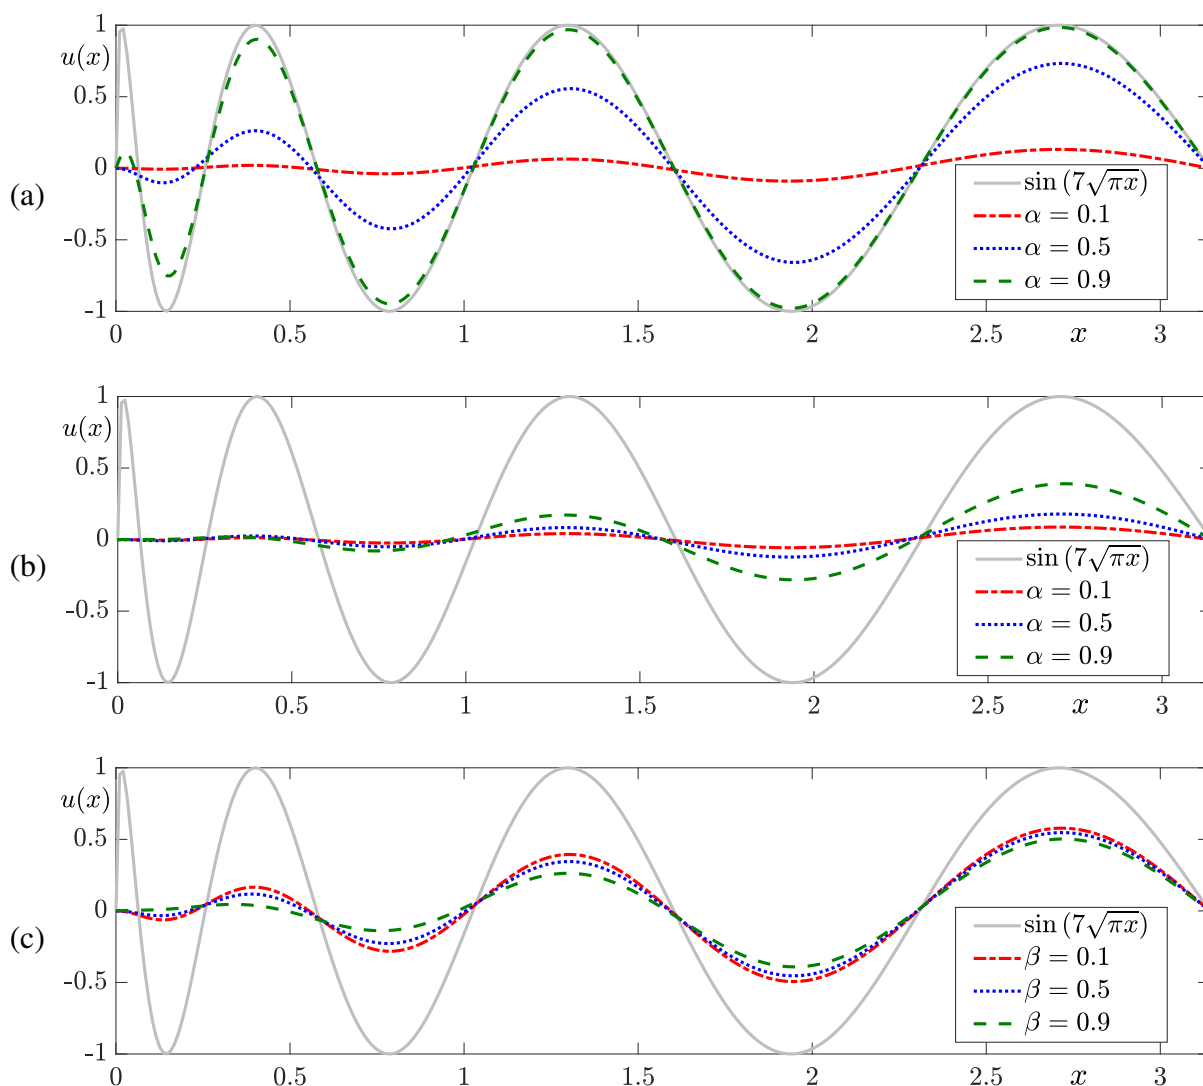 (a)
u(x)
1
0.5
0
-0.5
-1
0 0.5 1 1.5 2 2.5 3
x
sin (7√πx)
α = 0.1
α = 0.5
α = 0.9
(b)
u(x)
1
0.5
0
-0.5
-1
0 0.5 1 1.5 2 2.5 3
x
sin (7√πx)
α = 0.1
α = 0.5
α = 0.9
(c)
u(x)
1
0.5
0
-0.5
-1
0 0.5 1 1.5 2 2.5 3
x
sin (7√πx)
β = 0.1
β = 0.5
β = 0.9